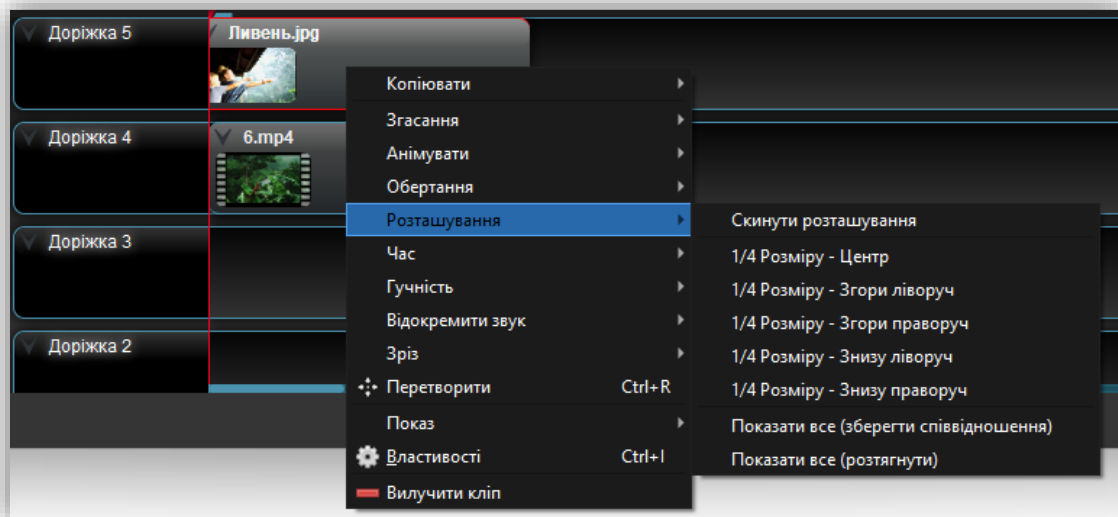 Доріжка 5
Ливень.jpg
Доріжка 4
6.mp4
Доріжка 3
Доріжка 2
Копіювати
Згасання
Анімувати
Обертання
Розташування
Час
Гучність
Відокремити звук
Зріз
Перетворити Ctrl+R
Показ
Властивості Ctrl+I
Вилучити кліп
Скинути розташування
1/4 Розміру - Центр
1/4 Розміру - Згори ліворуч
1/4 Розміру - Згори праворуч
1/4 Розміру - Знизу ліворуч
1/4 Розміру - Знизу праворуч
Показати все (зберегти співвідношення)
Показати все (розтягнути)